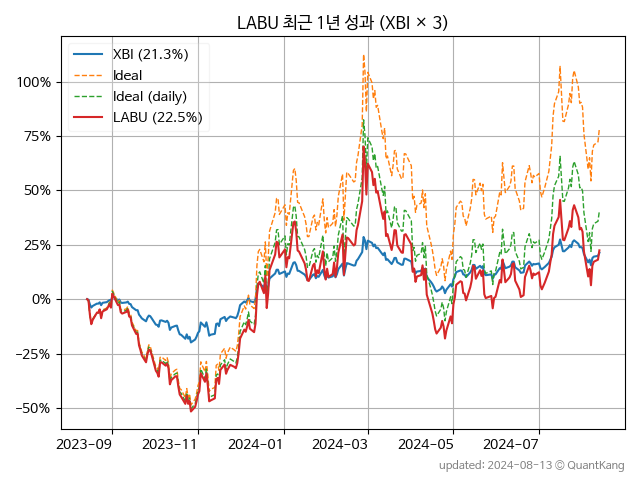 LABU 최근 1년 성과 (XBI × 3)
XBI (21.3%)
Ideal
Ideal (daily)
LABU (22.5%)
100%
75%
50%
25%
0%
−25%
−50%
2023−09 2023−11 2024−01 2024−03 2024−05 2024−07
updated: 2024-08-13 © QuantKang